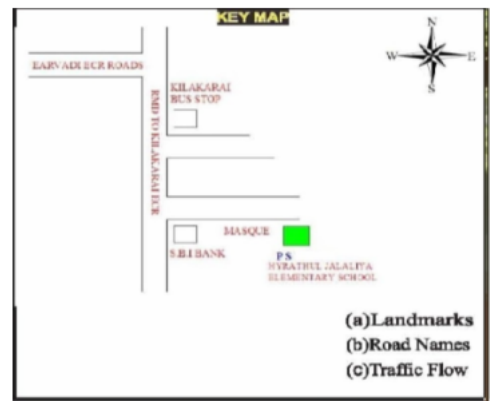 KEY MAP
N
W
E
S
EARVADI ECR ROADS
KILAKARAI
BUS STOP
RMD TO KILAKARAI ECR
MASQUE
S.B.I BANK
P S
HYRATHUL JALALIYA
ELEMENTARY SCHOOL
(a)Landmarks
(b)Road Names
(c)Traffic Flow